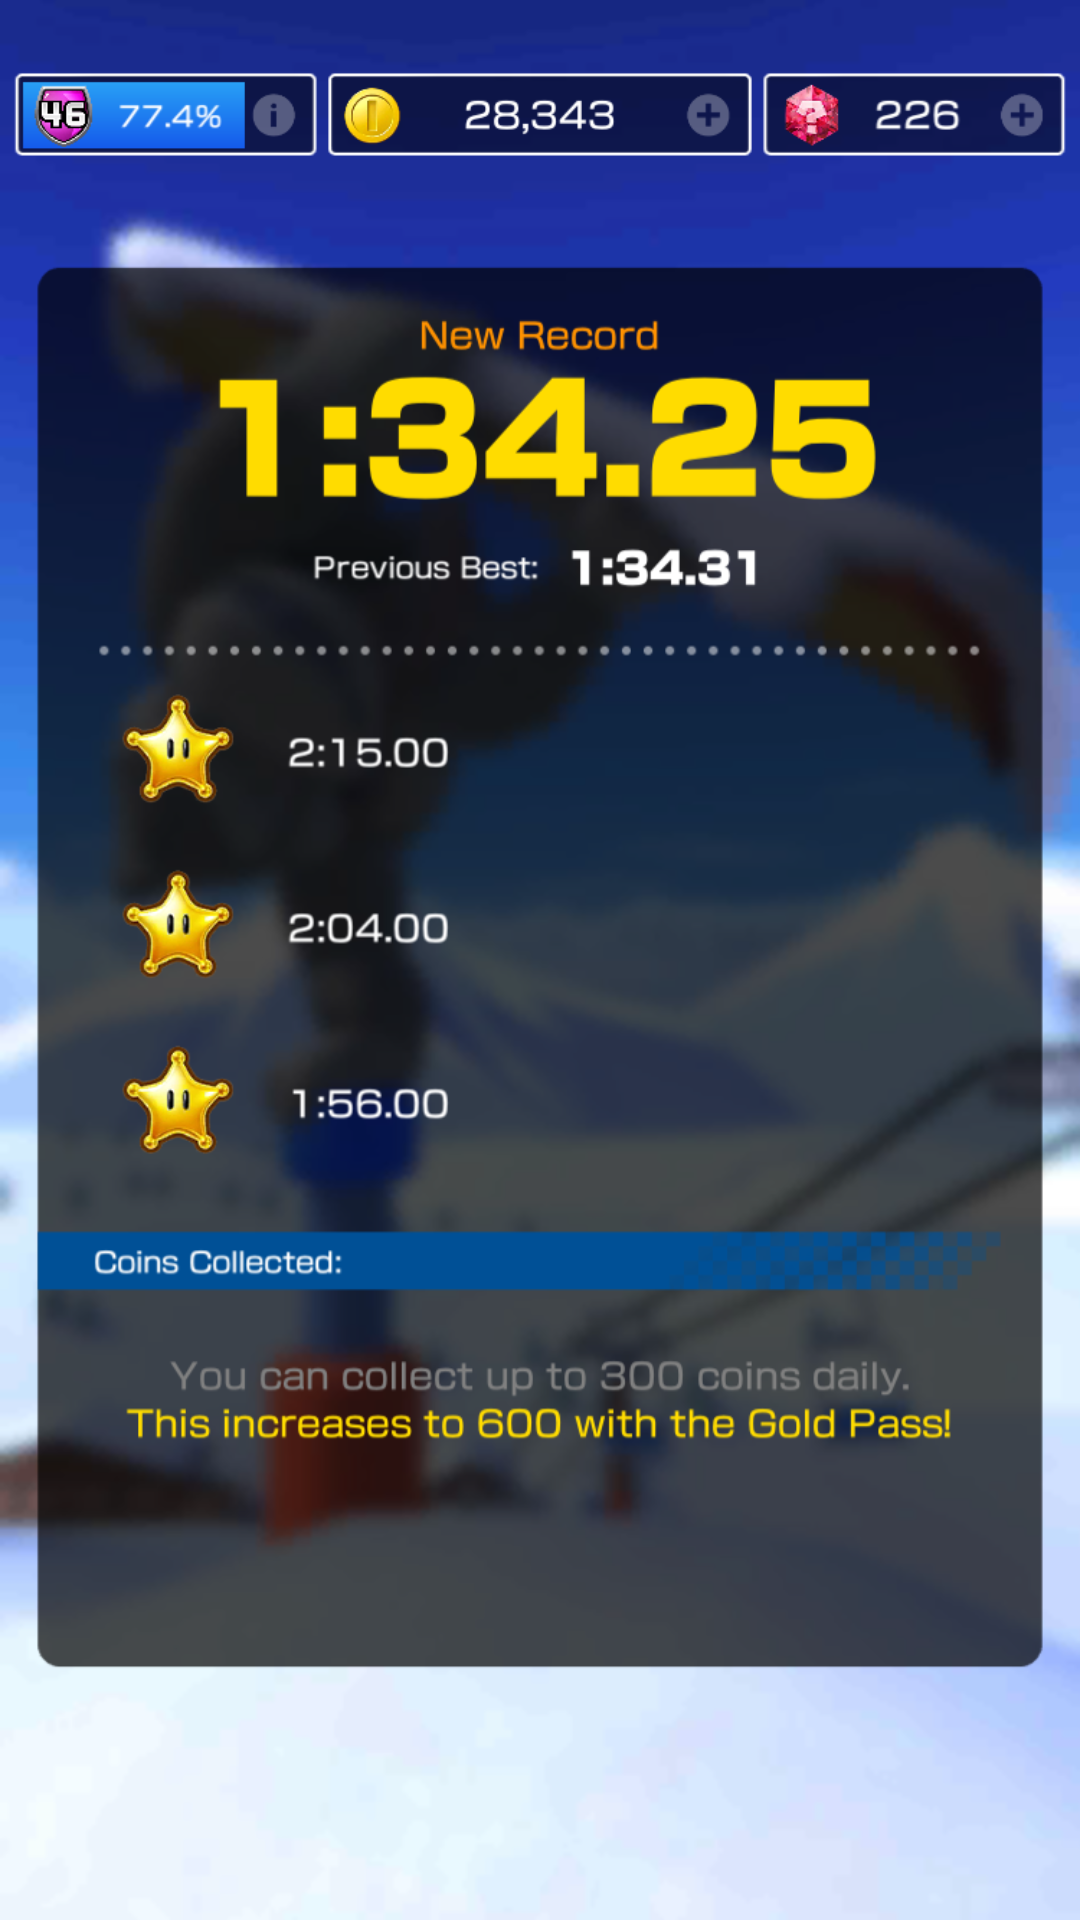 46 77.4% i 28,343 + ? 226 +
New Record
1:34.25
Previous Best: 1:34.31
2:15.00
2:04.00
1:56.00
Coins Collected:
You can collect up to 300 coins daily.
This increases to 600 with the Gold Pass!